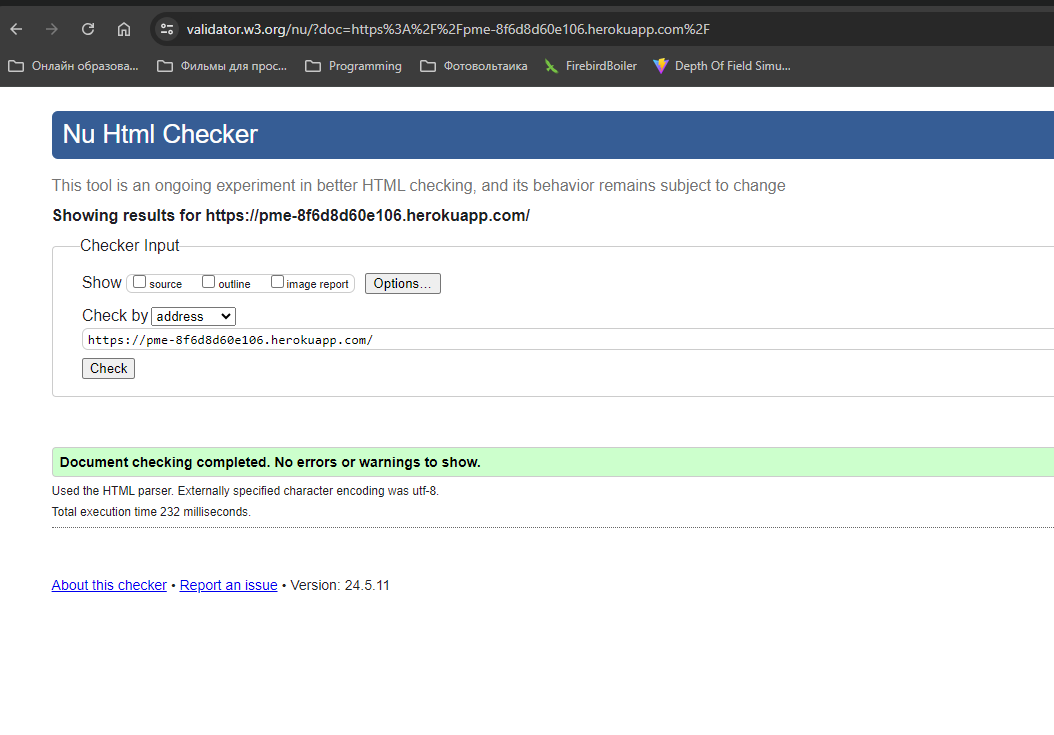 validator.w3.org/nu/?doc=https%3A%2F%2Fpme-8f6d8d60e106.herokuapp.com%2F
Онлайн образова... Фильмы для прос... Programming Фотовольтаика FirebirdBoiler Depth Of Field Simu...
Nu Html Checker
This tool is an ongoing experiment in better HTML checking, and its behavior remains subject to change
Showing results for https://pme-8f6d8d60e106.herokuapp.com/
Checker Input
Show source outline image report Options...
Check by address
https://pme-8f6d8d60e106.herokuapp.com/
Check
Document checking completed. No errors or warnings to show.
Used the HTML parser. Externally specified character encoding was utf-8.
Total execution time 232 milliseconds.
About this checker • Report an issue • Version: 24.5.11